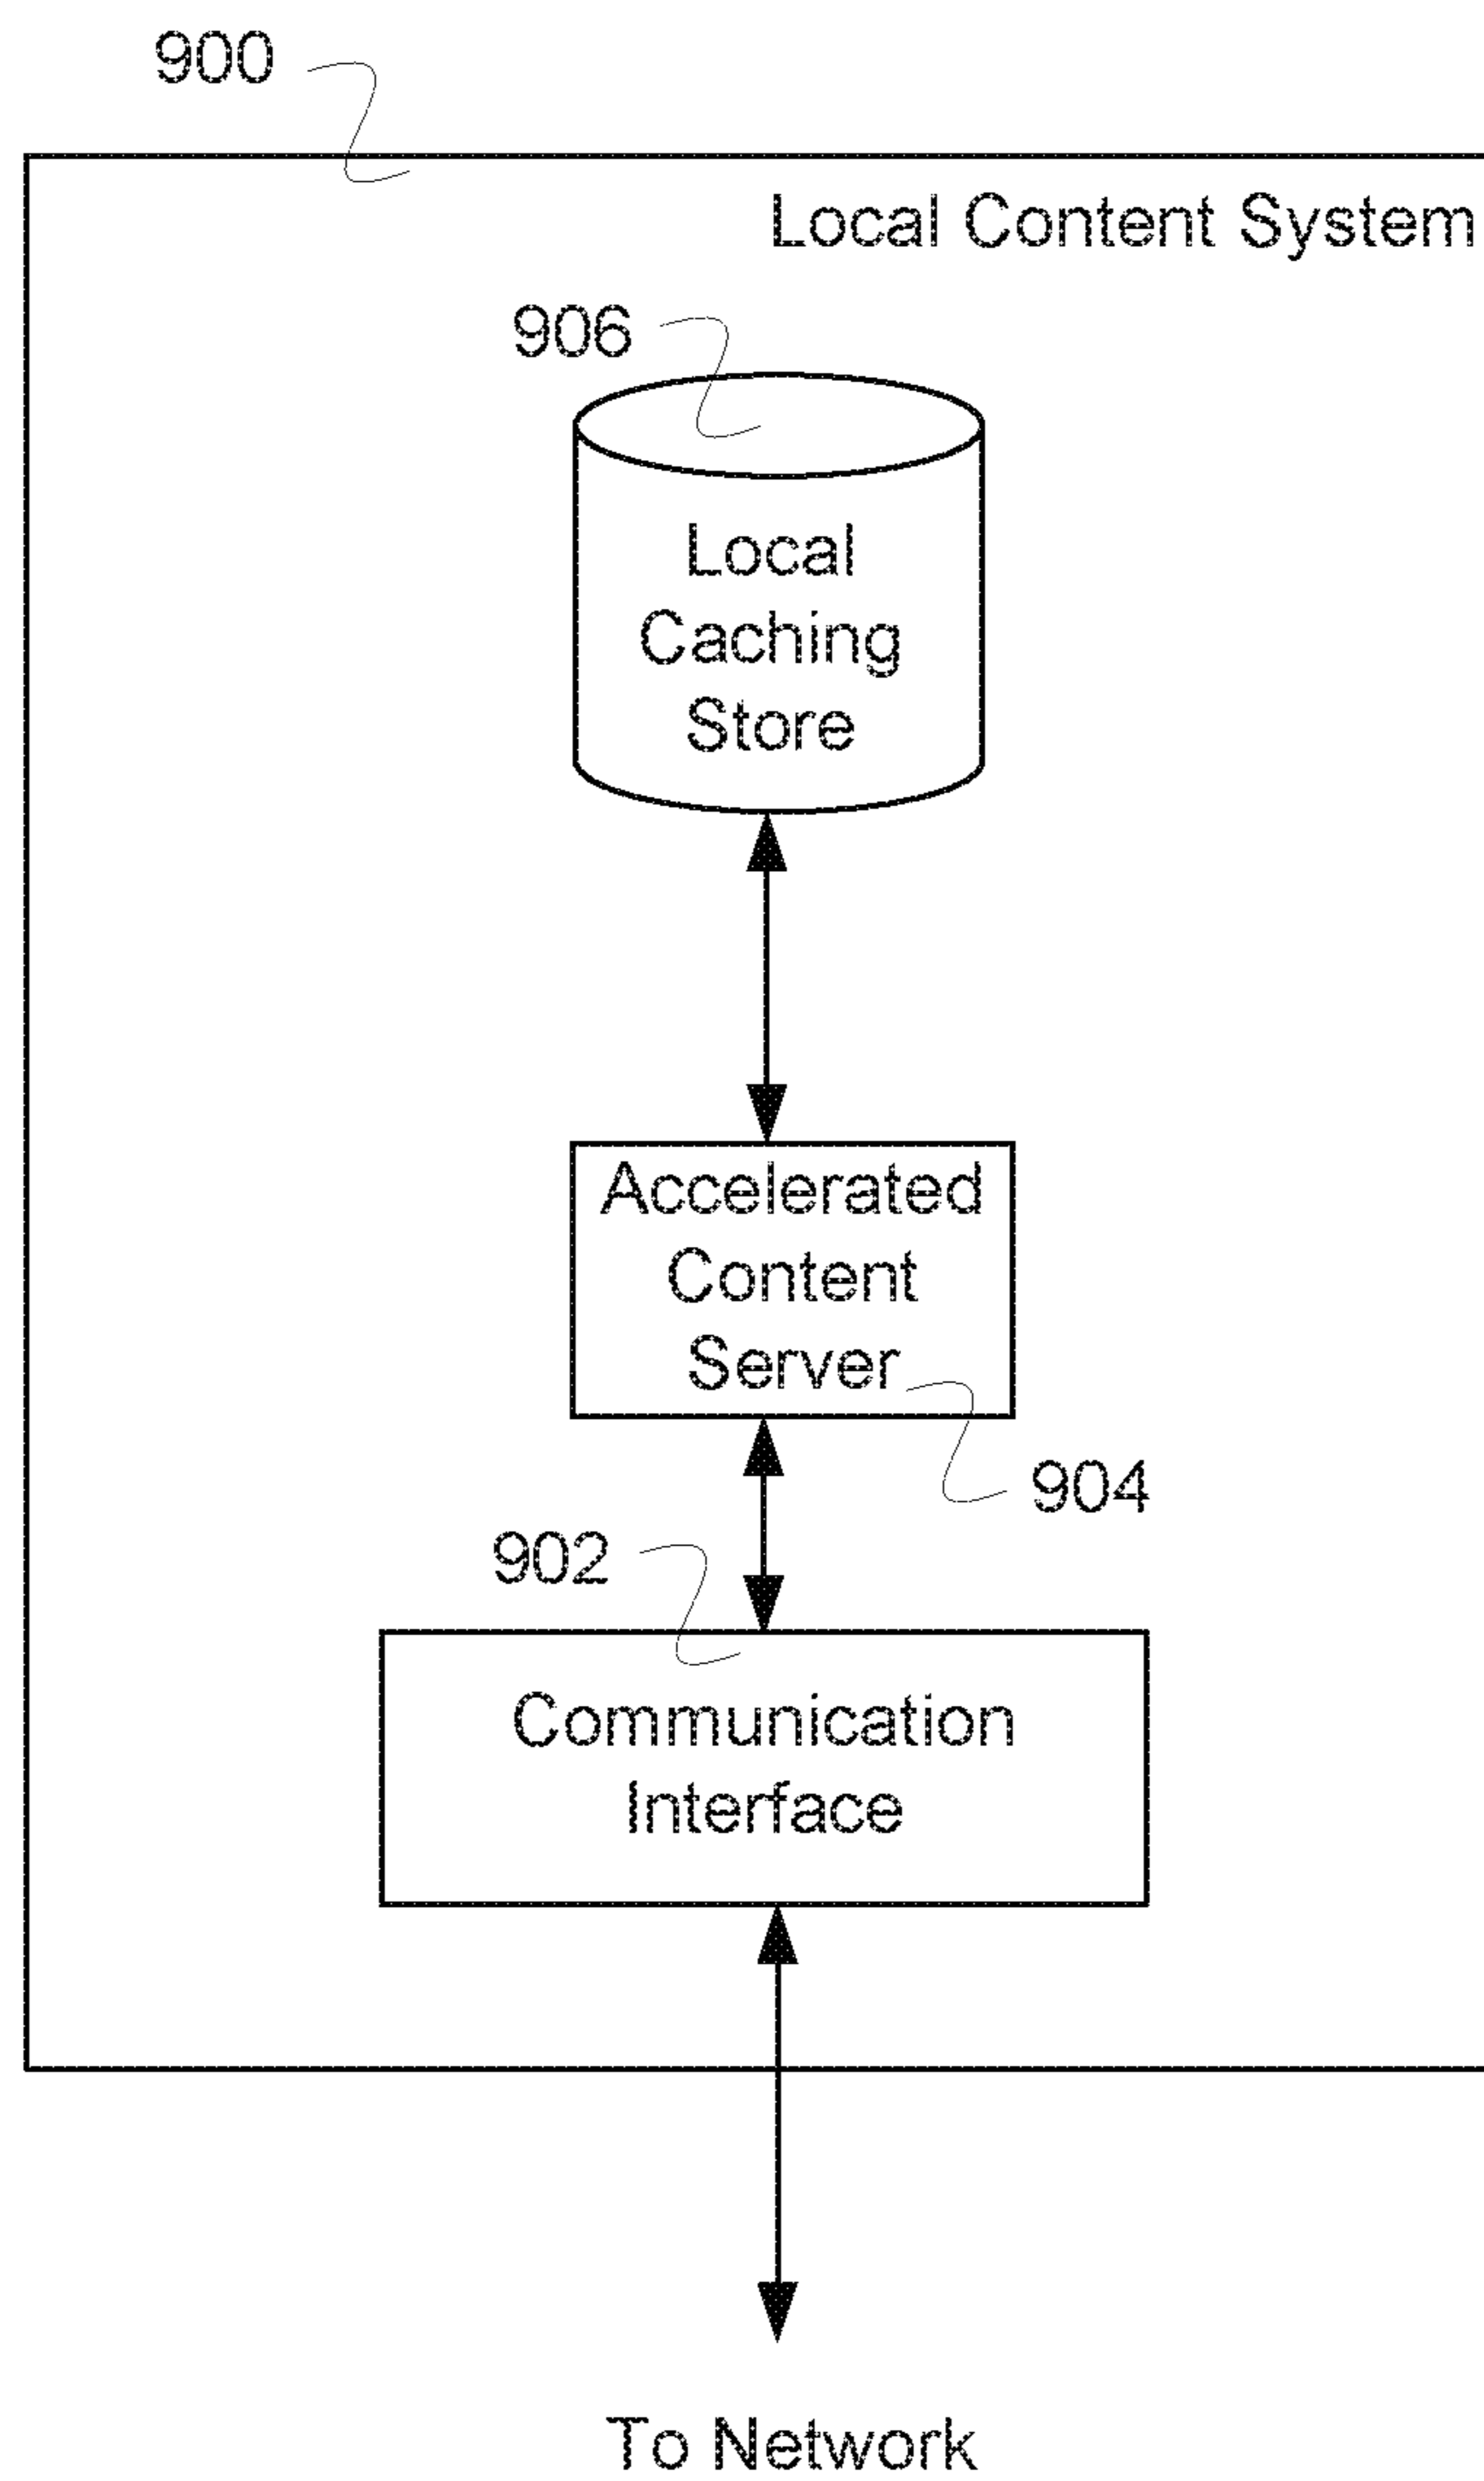 900
Local Content System
906
Local
Caching
Store
Accelerated
Content
Server
904
902
Communication
Interface
To Network